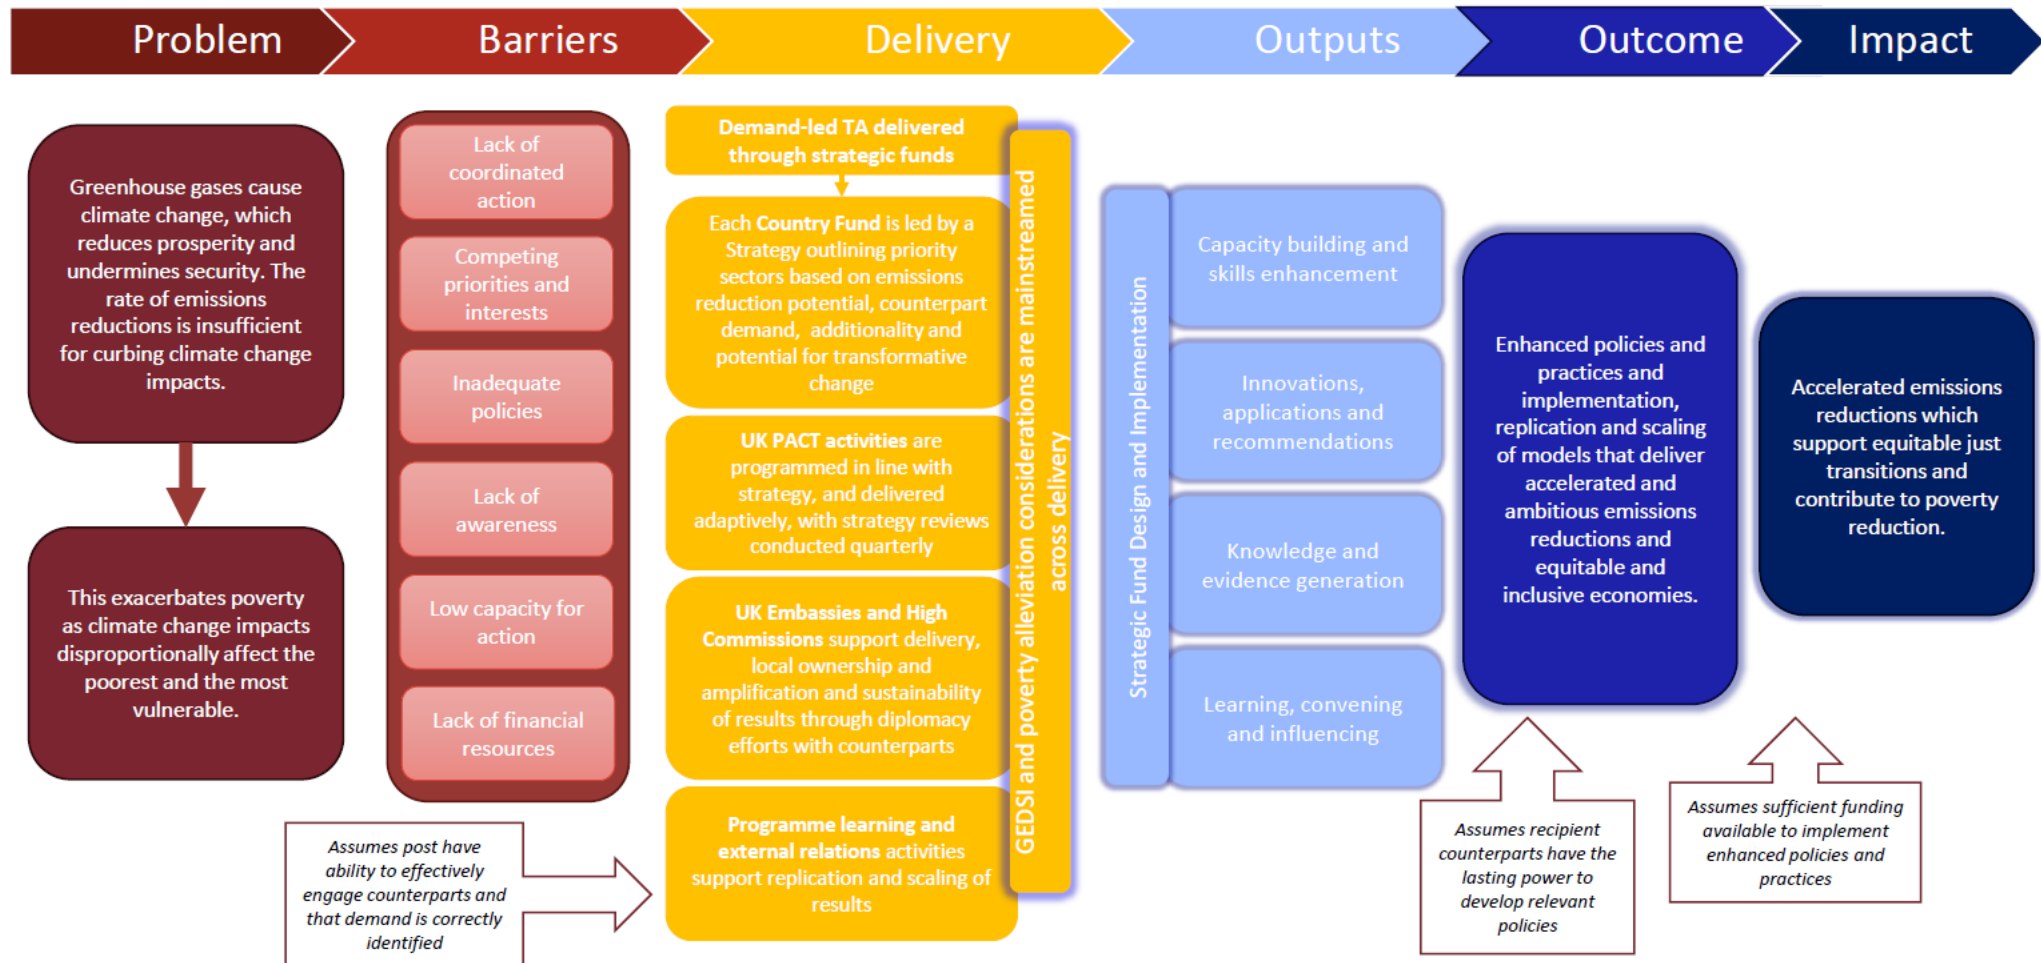 Problem
Barriers
Delivery
Outputs
Outcome
Impact
Greenhouse gases cause
climate change, which
reduces prosperity and
undermines security. The
rate of emissions
reductions is insufficient
for curbing climate change
impacts.
This exacerbates poverty
as climate change impacts
disproportionally affect the
poorest and the most
vulnerable.
Lack of
coordinated
action
Competing
priorities and
interests
Inadequate
policies
Lack of
awareness
Low capacity for
action
Lack of financial
resources
Assumes post have
ability to effectively
engage counterparts and
that demand is correctly
identified
Demand-led TA delivered
through strategic funds
Each Country Fund is led by a
Strategy outlining priority
sectors based on emissions
reduction potential, counterpart
demand, additionality and
potential for transformative
change
UK PACT activities are
programmed in line with
strategy, and delivered
adaptively, with strategy reviews
conducted quarterly
UK Embassies and High
Commissions support delivery,
local ownership and
amplification and sustainability
of results through diplomacy
efforts with counterparts
Programme learning and
external relations activities
support replication and scaling of
results
GEDSI and poverty alleviation considerations are mainstreamed
across delivery
Strategic Fund Design and Implementation
Capacity building and
skills enhancement
Innovations,
applications and
recommendations
Knowledge and
evidence generation
Learning, convening
and influencing
Enhanced policies and
practices and
implementation,
replication and scaling
of models that deliver
accelerated and
ambitious emissions
reductions and
equitable and
inclusive economies.
Assumes recipient
counterparts have the
lasting power to
develop relevant
policies
Accelerated emissions
reductions which
support equitable just
transitions and
contribute to poverty
reduction.
Assumes sufficient funding
available to implement
enhanced policies and
practices